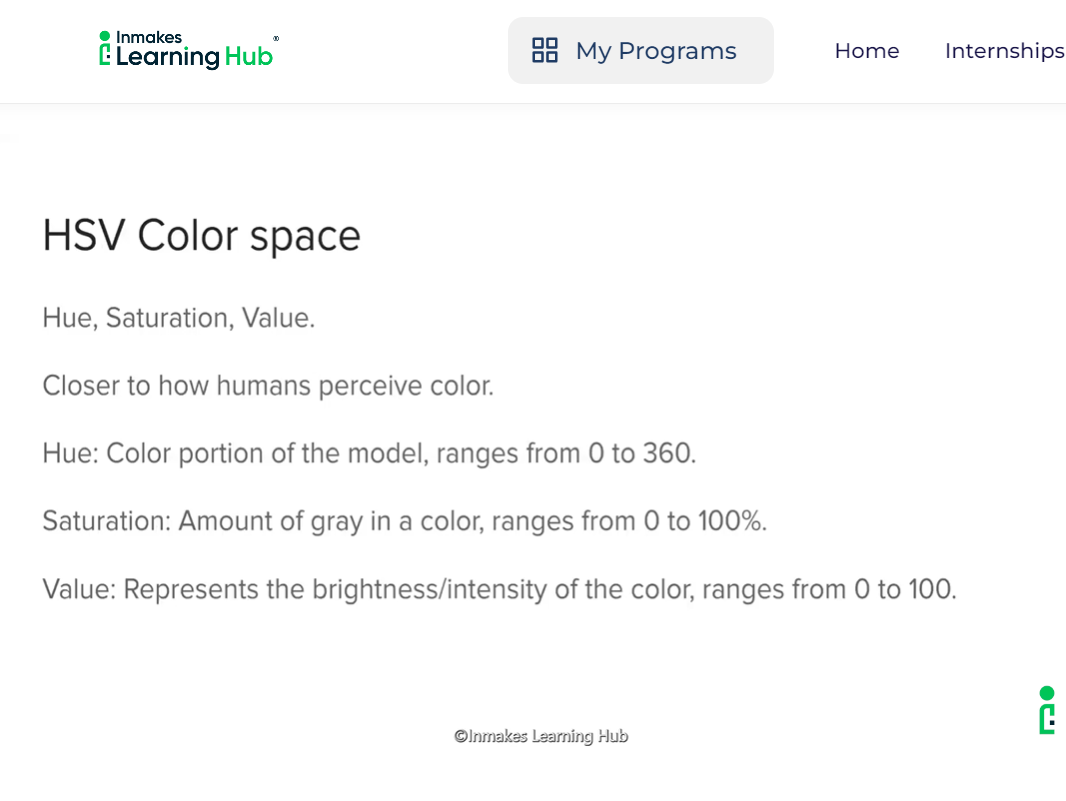 Inmakes
Learning Hub®
My Programs
Home
Internships
HSV Color space
Hue, Saturation, Value.
Closer to how humans perceive color.
Hue: Color portion of the model, ranges from 0 to 360.
Saturation: Amount of gray in a color, ranges from 0 to 100%.
Value: Represents the brightness/intensity of the color, ranges from 0 to 100.
©Inmakes Learning Hub